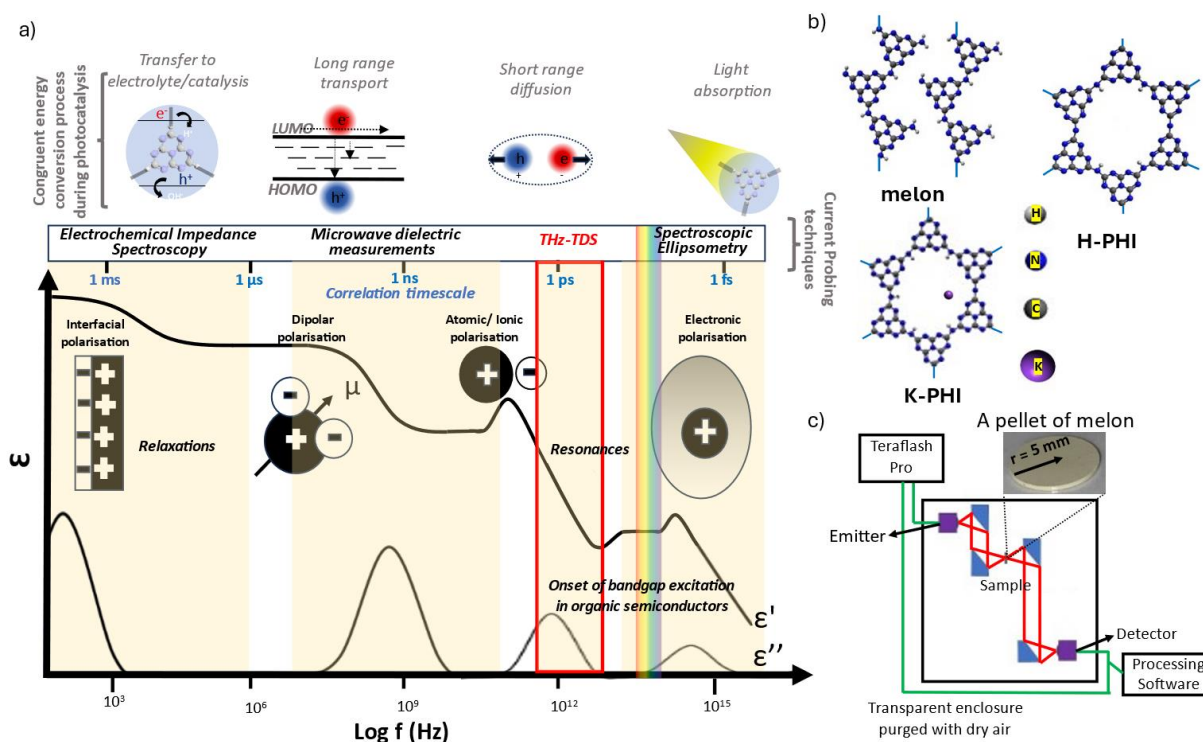 a)
Congruent energy
conversion process
during photocatalysis
Transfer to
electrolyte/catalysis
Long range
transport
Short range
diffusion
Light
absorption
e-
h+
LUMO
e-
HOMO
h+
h
+
e
-
Current Probing
techniques
Electrochemical Impedance
Spectroscopy
Microwave dielectric
measurements
THz-TDS
Spectroscopic
Ellipsometry
1 ms
1 µs
1 ns
1 ps
1 fs
Correlation timescale
Interfacial
polarisation
Dipolar
polarisation
Atomic/ Ionic
polarisation
Electronic
polarisation
μ
Relaxations
Resonances
ε
Onset of bandgap excitation
in organic semiconductors
ε'
ε''
10³
10⁶
10⁹
10¹²
10¹⁵
Log f (Hz)
b)
melon
H-PHI
K-PHI
H
N
C
K
c)
A pellet of melon
r = 5 mm
Teraflash
Pro
Emitter
Sample
Detector
Processing
Software
Transparent enclosure
purged with dry air